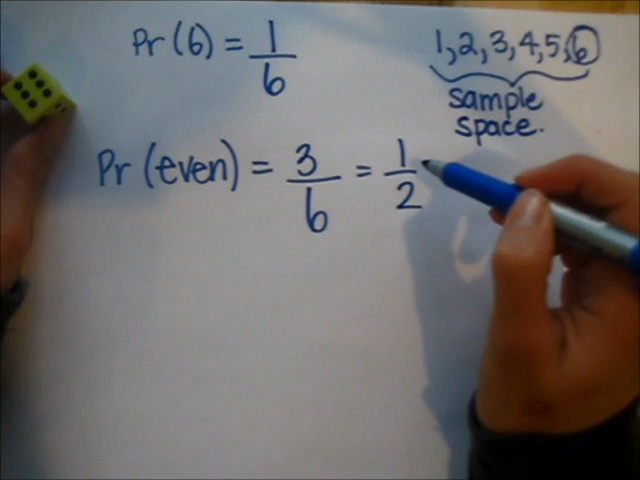 Pr(6) = 1/6
1, 2, 3, 4, 5, 6
sample
space.
Pr(even) = 3/6 = 1/2